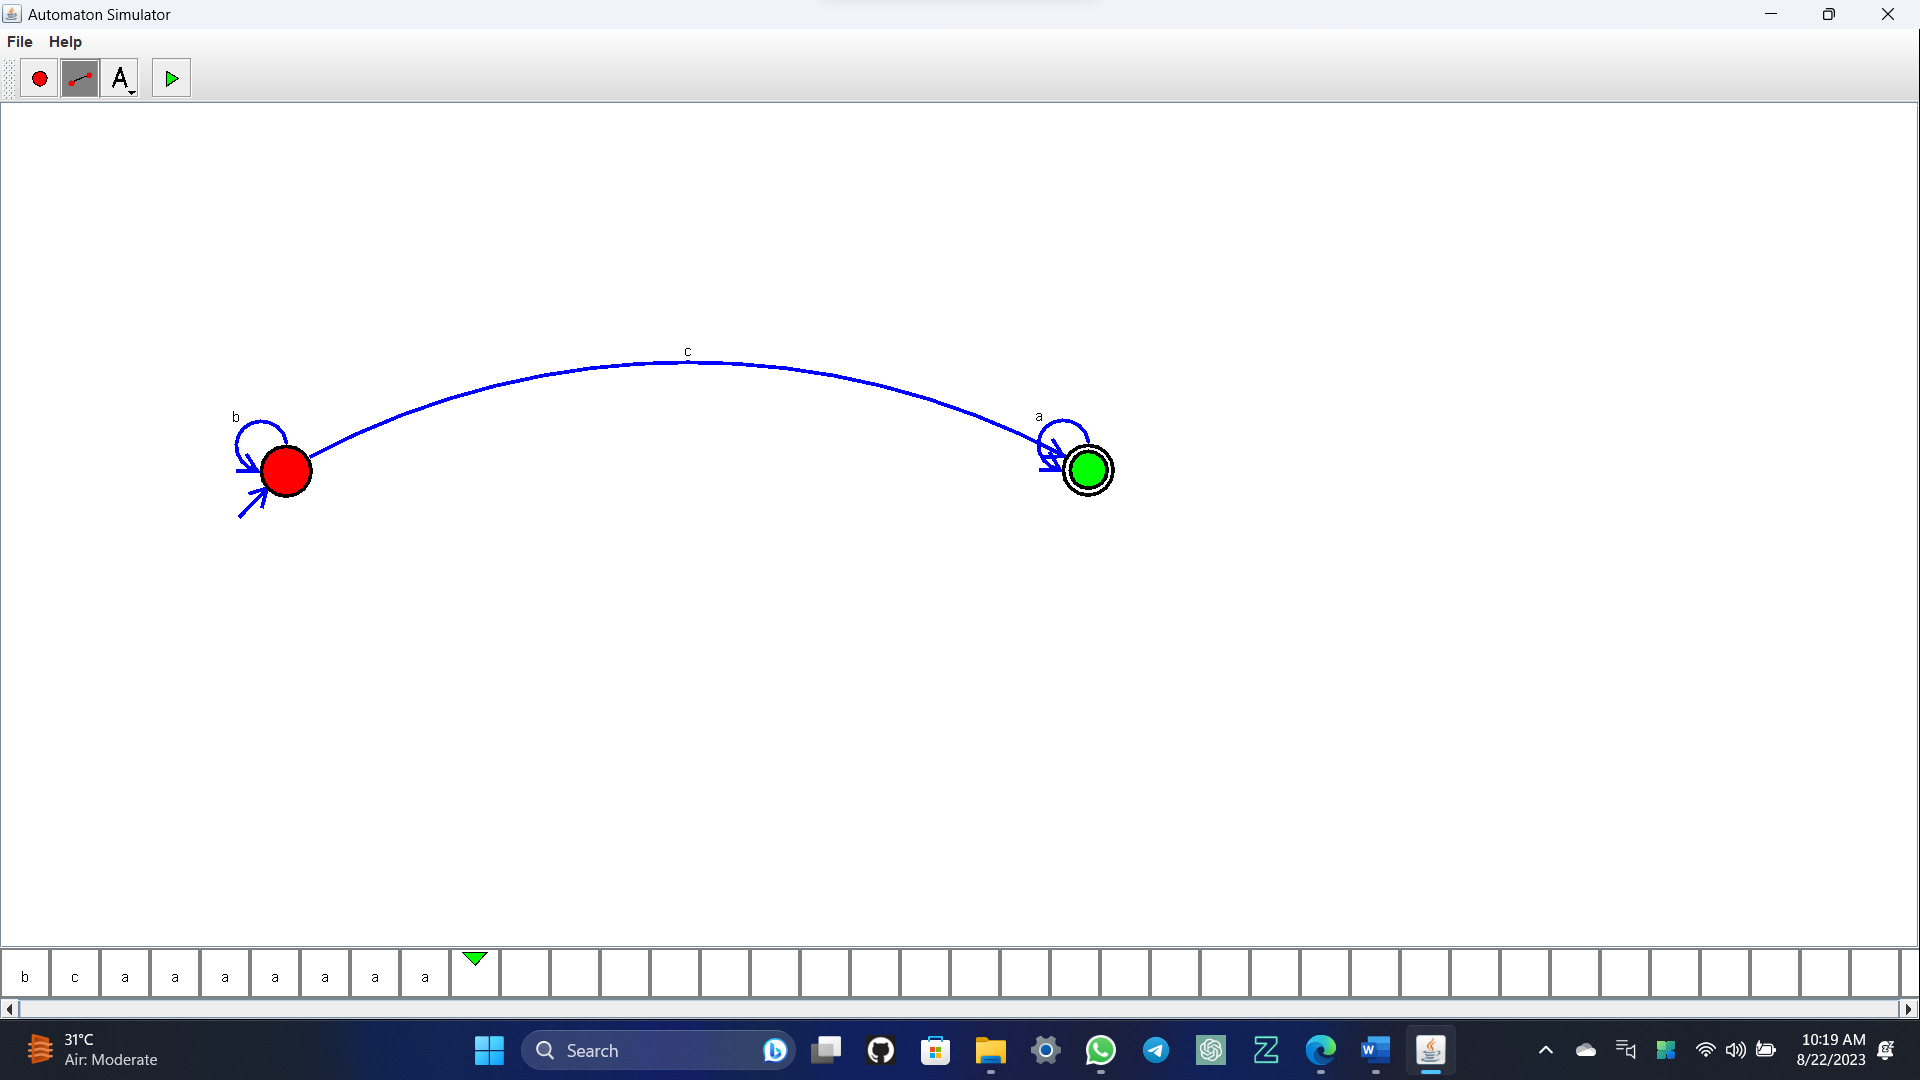 Automaton Simulator
File Help
A
c
b
a
b c a a a a a a a
31°C
Air: Moderate
Search
10:19 AM
8/22/2023